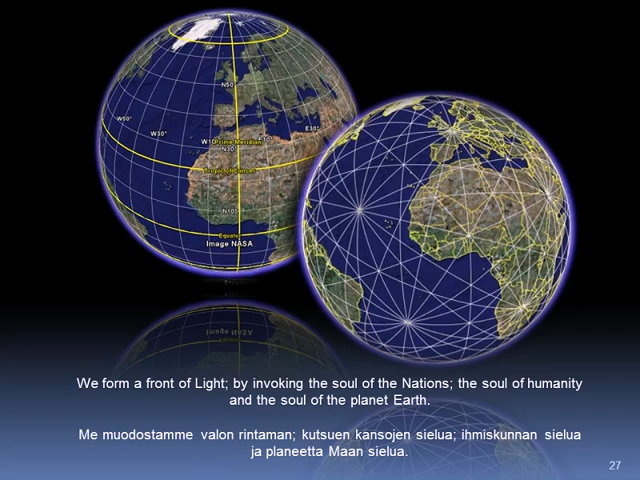 N50°
W60°
W30°
E30°
Prime Meridian
N30°
Tropic of Cancer
N10°
Equator
Image NASA
We form a front of Light; by invoking the soul of the Nations; the soul of humanity
and the soul of the planet Earth.
Me muodostamme valon rintaman; kutsuen kansojen sielua; ihmiskunnan sielua
ja planeetta Maan sielua.
27